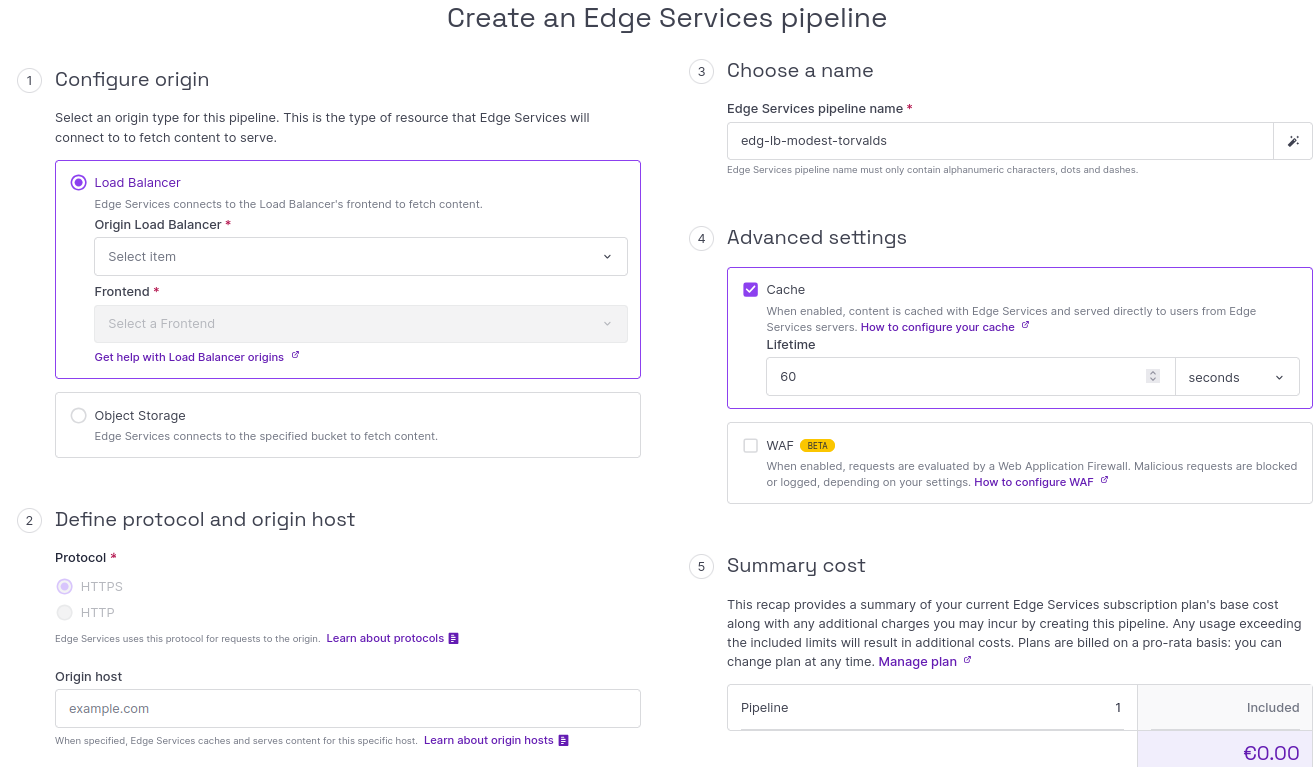 Create an Edge Services pipeline
1
Configure origin
Select an origin type for this pipeline. This is the type of resource that Edge Services will
connect to to fetch content to serve.
Load Balancer
Edge Services connects to the Load Balancer's frontend to fetch content.
Origin Load Balancer *
Select item
Frontend *
Select a Frontend
Get help with Load Balancer origins
Object Storage
Edge Services connects to the specified bucket to fetch content.
2
Define protocol and origin host
Protocol *
HTTPS
HTTP
Edge Services uses this protocol for requests to the origin. Learn about protocols
Origin host
example.com
When specified, Edge Services caches and serves content for this specific host. Learn about origin hosts
3
Choose a name
Edge Services pipeline name *
edg-lb-modest-torvalds
Edge Services pipeline name must only contain alphanumeric characters, dots and dashes.
4
Advanced settings
Cache
When enabled, content is cached with Edge Services and served directly to users from Edge
Services servers. How to configure your cache
Lifetime
60
seconds
WAF BETA
When enabled, requests are evaluated by a Web Application Firewall. Malicious requests are blocked
or logged, depending on your settings. How to configure WAF
5
Summary cost
This recap provides a summary of your current Edge Services subscription plan's base cost
along with any additional charges you may incur by creating this pipeline. Any usage exceeding
the included limits will result in additional costs. Plans are billed on a pro-rata basis: you can
change plan at any time. Manage plan
Pipeline 1 Included
€0.00